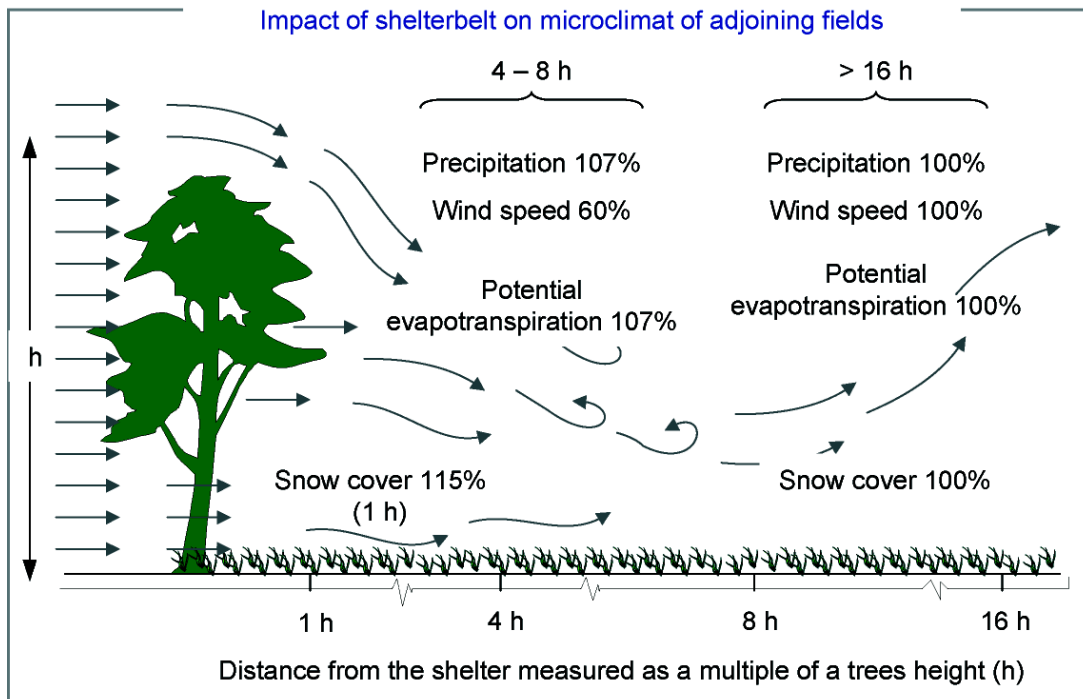 Impact of shelterbelt on microclimat of adjoining fields
4 – 8 h
> 16 h
Precipitation 107%
Precipitation 100%
Wind speed 60%
Wind speed 100%
Potential
evapotranspiration 107%
Potential
evapotranspiration 100%
h
Snow cover 115%
(1 h)
Snow cover 100%
1 h
4 h
8 h
16 h
Distance from the shelter measured as a multiple of a trees height (h)